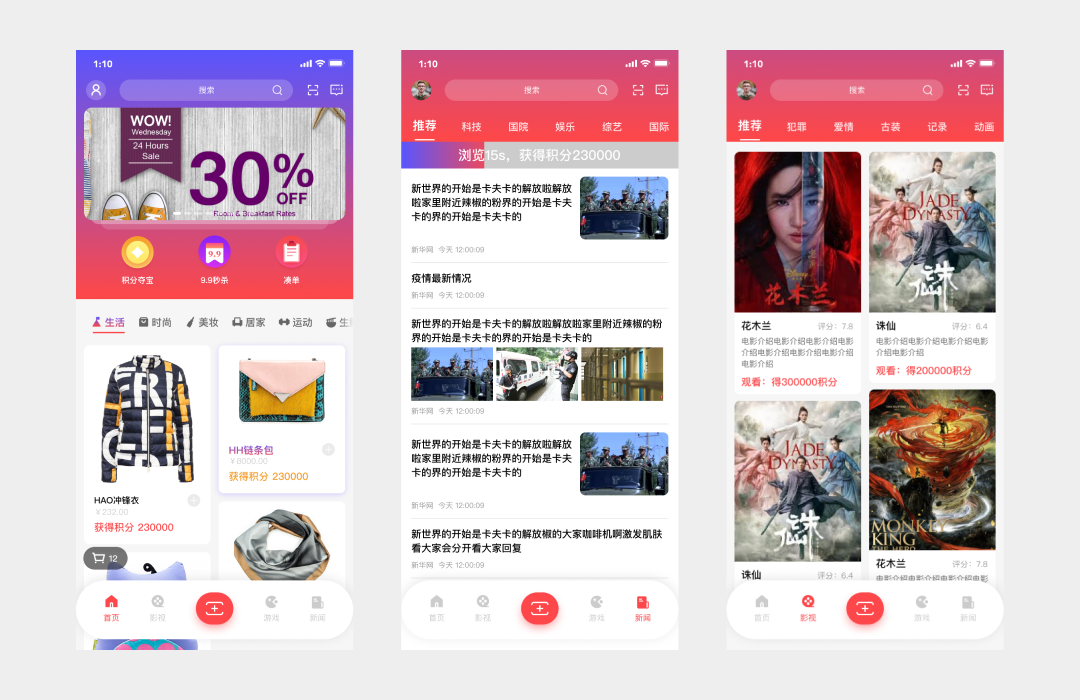 1:10
搜索
WOW!
Wednesday
24 Hours
Sale
30%
OFF
Room & Breakfast Rates
积分夺宝
9.9
9.9秒杀
凑单
生活
时尚
美妆
居家
运动
HH链条包
￥8000.00
获得积分 230000
HAO冲锋衣
￥232.00
获得积分 230000
12
首页
影视
游戏
新闻
1:10
搜索
推荐
科技
国院
娱乐
综艺
国际
浏览15s，获得积分230000
新世界的开始是卡夫卡的解放啦解放
啦家里附近辣椒的粉界的开始是卡夫
卡的界的开始是卡夫卡的
新华网 今天 12:00:09
疫情最新情况
新华网 今天 12:00:09
新世界的开始是卡夫卡的解放啦解放啦家里附近辣椒的粉
界的开始是卡夫卡的界的开始是卡夫卡的
新华网 今天 12:00:09
新世界的开始是卡夫卡的解放啦解放
啦家里附近辣椒的粉界的开始是卡夫
卡的界的开始是卡夫卡的
新华网 今天 12:00:09
新世界的开始是卡夫卡的解放椒的大家咖啡机啊激发肌肤
看大家会分开看大家回复
新华网 今天 12:00:09
首页
影视
游戏
新闻
1:10
搜索
推荐
犯罪
爱情
古装
记录
动画
Disney
花木兰
JADE
DYNASTY
诛仙
花木兰
评分：7.8
电影介绍电影介绍电影介绍电影
介绍电影介绍电影介绍电影介绍
电影介绍
观看：得300000积分
诛仙
评分：6.4
电影介绍电影介绍电影介绍电影
介绍电影介绍
观看：得200000积分
JADE
DYNASTY
诛仙
MONKEY
KING
THE HERO
诛仙
评分：6.4
花木兰
评分：7.8
电影介绍电影介绍电影介绍电影
首页
影视
游戏
新闻